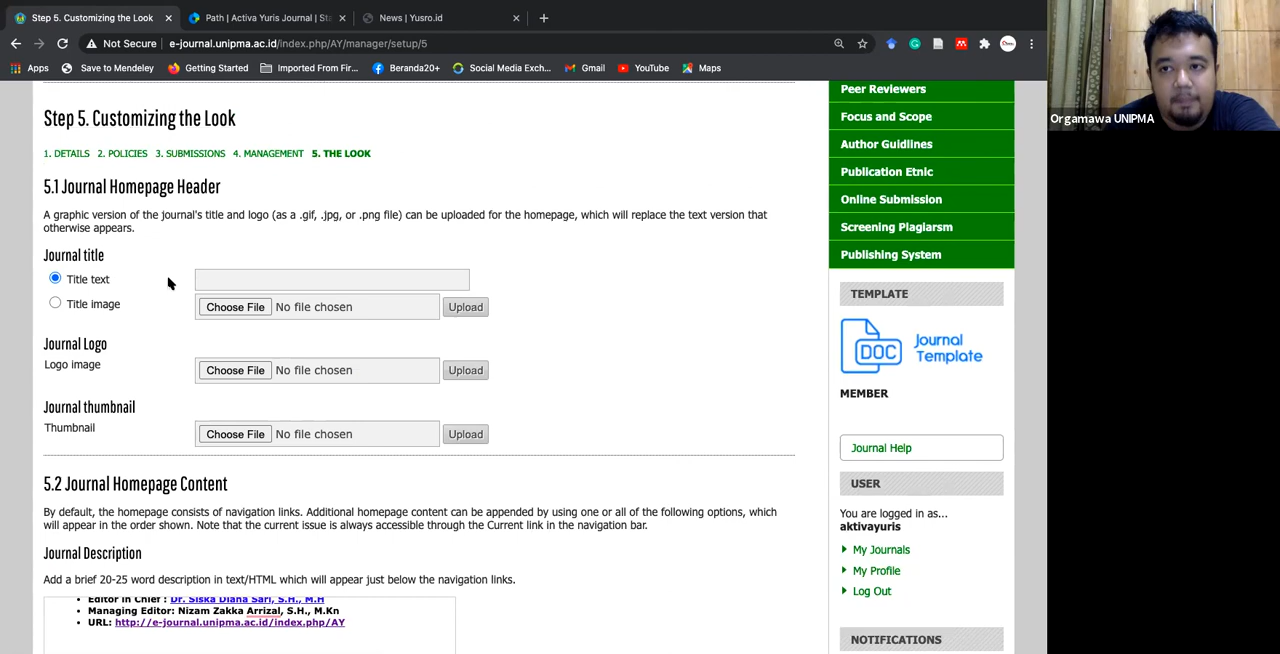 Step 5. Customizing the Look
Path | Activa Yuris Journal | Sta
News | Yusro.id
Not Secure
e-journal.unipma.ac.id/index.php/AY/manager/setup/5
Apps
Save to Mendeley
Getting Started
Imported From Fir...
Beranda20+
Social Media Exch...
Gmail
YouTube
Maps
Orgamawa UNIPMA
Step 5. Customizing the Look
1. DETAILS 2. POLICIES 3. SUBMISSIONS 4. MANAGEMENT 5. THE LOOK
5.1 Journal Homepage Header
A graphic version of the journal's title and logo (as a .gif, .jpg, or .png file) can be uploaded for the homepage, which will replace the text version that
otherwise appears.
Journal title
Title text
Title image
Choose File No file chosen Upload
Journal Logo
Logo image
Choose File No file chosen Upload
Journal thumbnail
Thumbnail
Choose File No file chosen Upload
5.2 Journal Homepage Content
By default, the homepage consists of navigation links. Additional homepage content can be appended by using one or all of the following options, which
will appear in the order shown. Note that the current issue is always accessible through the Current link in the navigation bar.
Journal Description
Add a brief 20-25 word description in text/HTML which will appear just below the navigation links.
Editor in Chief : Dr. Siska Diana Sari, S.H., M.H
Managing Editor: Nizam Zakka Arrizal, S.H., M.Kn
URL: http://e-journal.unipma.ac.id/index.php/AY
Peer Reviewers
Focus and Scope
Author Guidlines
Publication Etnic
Online Submission
Screening Plagiarsm
Publishing System
TEMPLATE
DOC
Journal
Template
MEMBER
Journal Help
USER
You are logged in as...
aktivayuris
My Journals
My Profile
Log Out
NOTIFICATIONS